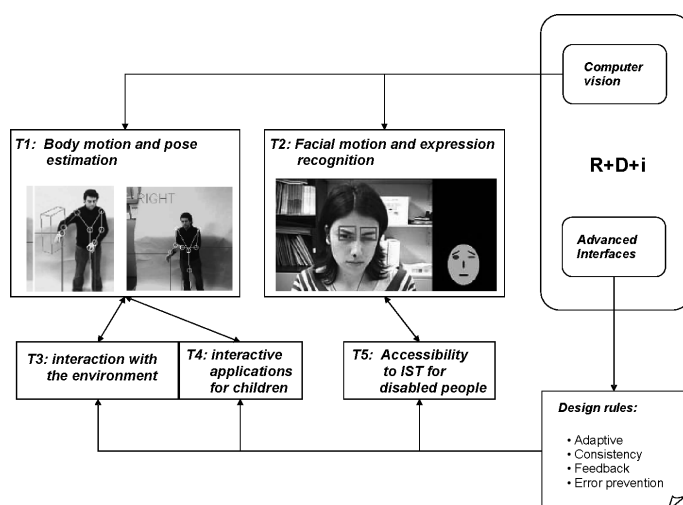 Computer
vision
R+D+i
Advanced
Interfaces
T1: Body motion and pose
estimation
RIGHT
T2: Facial motion and expression
recognition
T3: interaction with
the environment
T4: interactive
applications
for children
T5: Accessibility
to IST for
disabled people
Design rules:
• Adaptive
• Consistency
• Feedback
• Error prevention